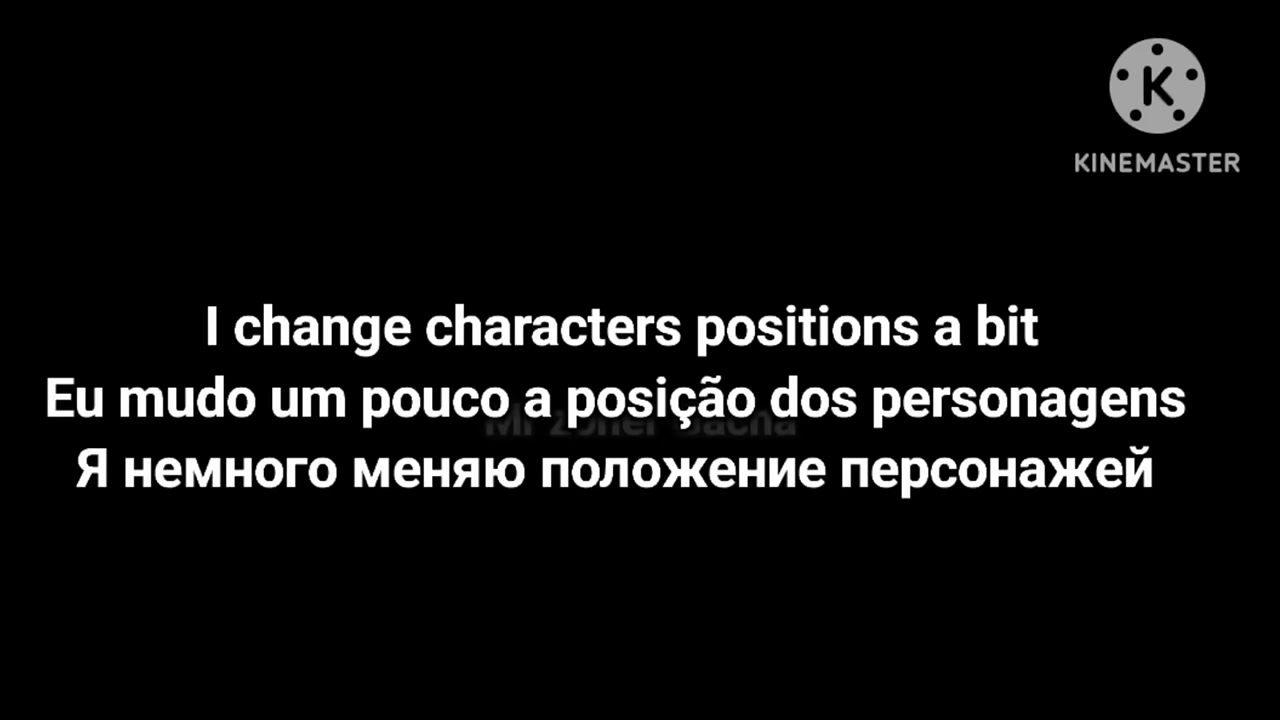 K
KINEMASTER
I change characters positions a bit
Eu mudo um pouco a posição dos personagens
Я немного меняю положение персонажей